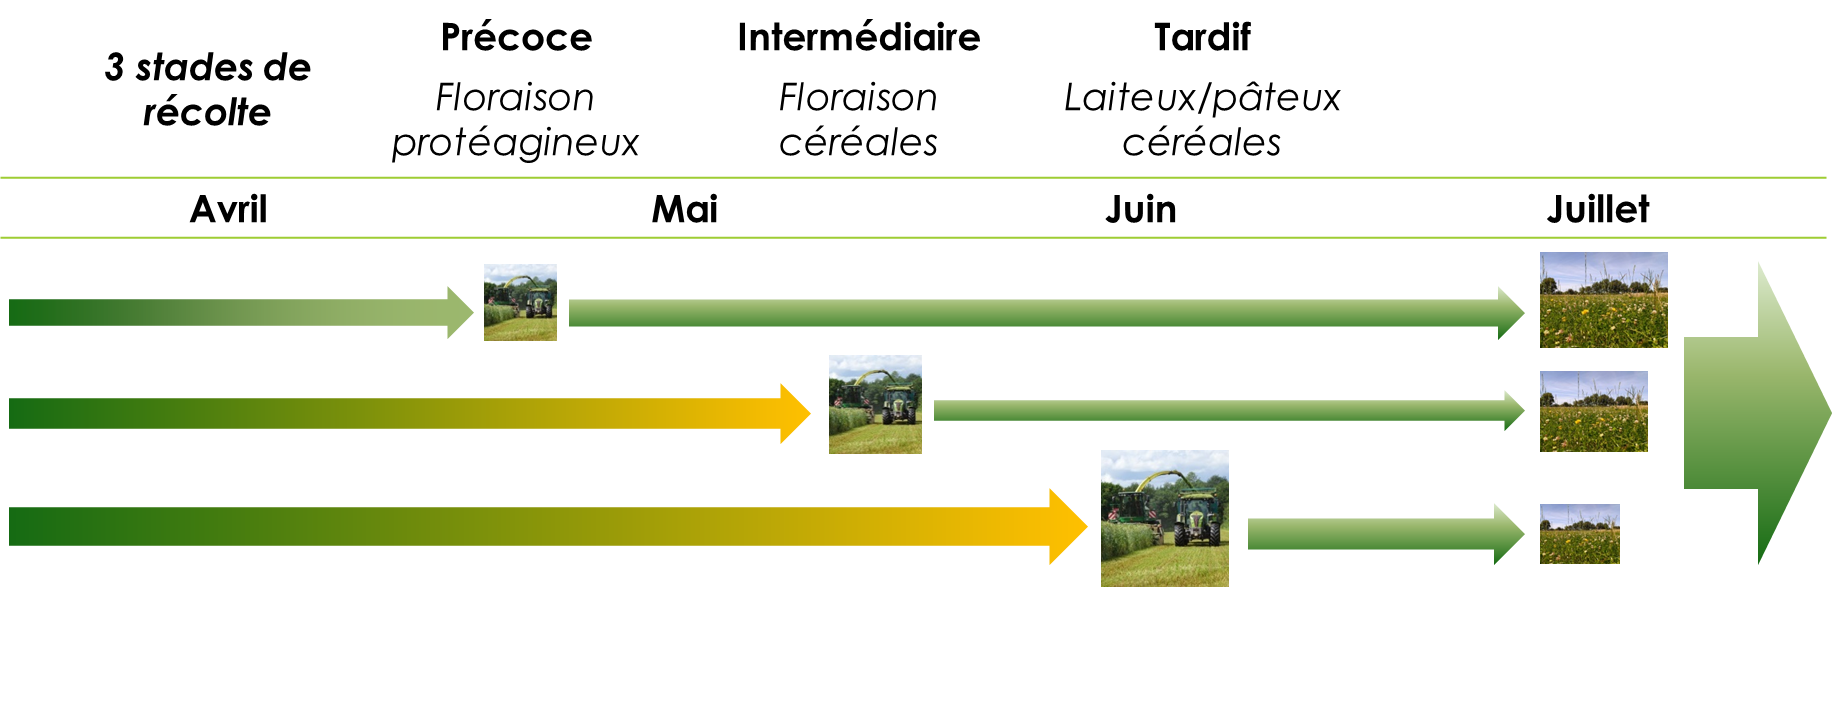 3 stades de
récolte
Précoce
Floraison
protéagineux
Intermédiaire
Floraison
céréales
Tardif
Laiteux/pâteux
céréales
Avril
Mai
Juin
Juillet